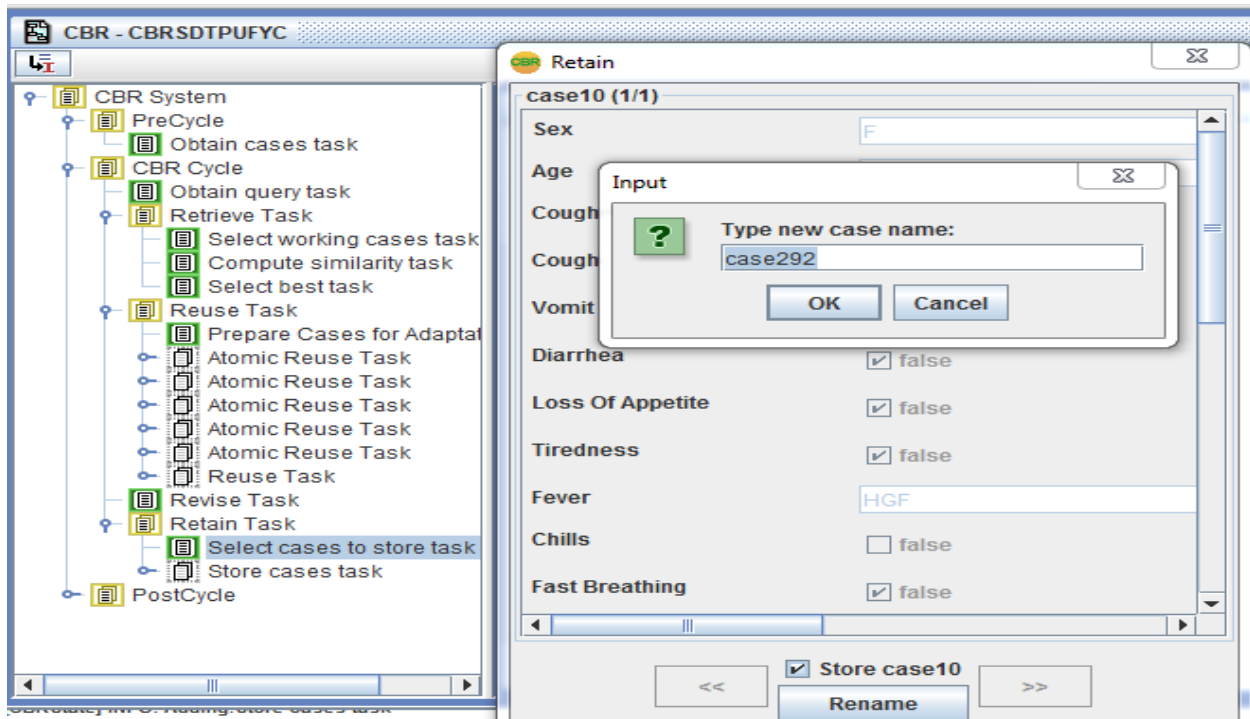 CBR - CBRSDTPUFYC
CBR System
PreCycle
Obtain cases task
CBR Cycle
Obtain query task
Retrieve Task
Select working cases task
Compute similarity task
Select best task
Reuse Task
Prepare Cases for Adaptat
Atomic Reuse Task
Atomic Reuse Task
Atomic Reuse Task
Atomic Reuse Task
Atomic Reuse Task
Reuse Task
Revise Task
Retain Task
Select cases to store task
Store cases task
PostCycle
CBR Retain
case10 (1/1)
Sex F
Age
Cough
Cough
Vomit
Input
? Type new case name:
case292
OK Cancel
Diarrhea false
Loss Of Appetite false
Tiredness false
Fever HGF
Chills false
Fast Breathing false
Store case10
<< >>
Rename